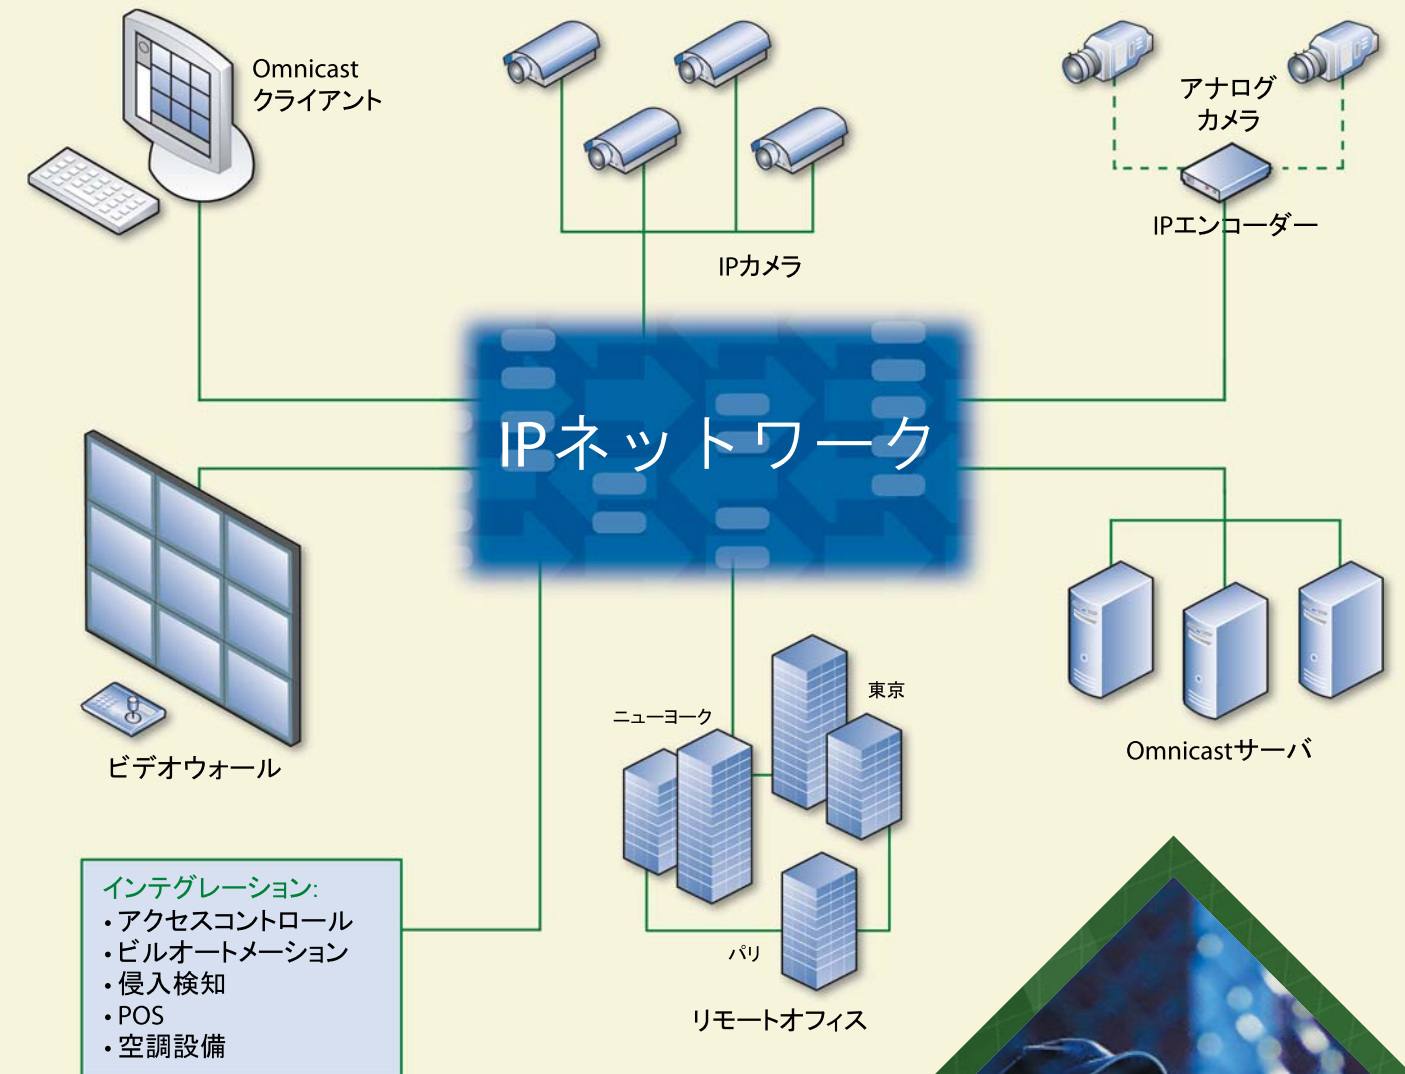 Omnicast
クライアント
アナログ
カメラ
IPエンコーダー
IPカメラ
IPネットワーク
ビデオウォール
ニューヨーク
東京
パリ
リモートオフィス
Omnicastサーバ
インテグレーション:
・アクセスコントロール
・ビルオートメーション
・侵入検知
・POS
・空調設備